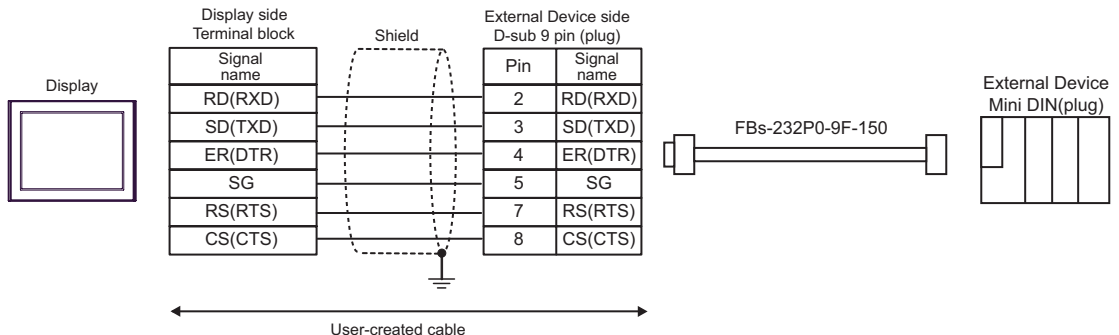 Display
Display side
Terminal block
Shield
External Device side
D-sub 9 pin (plug)
Signal name
Pin
Signal name
RD(RXD) 2 RD(RXD)
SD(TXD) 3 SD(TXD)
ER(DTR) 4 ER(DTR)
SG 5 SG
RS(RTS) 7 RS(RTS)
CS(CTS) 8 CS(CTS)
User-created cable
FBs-232P0-9F-150
External Device
Mini DIN(plug)